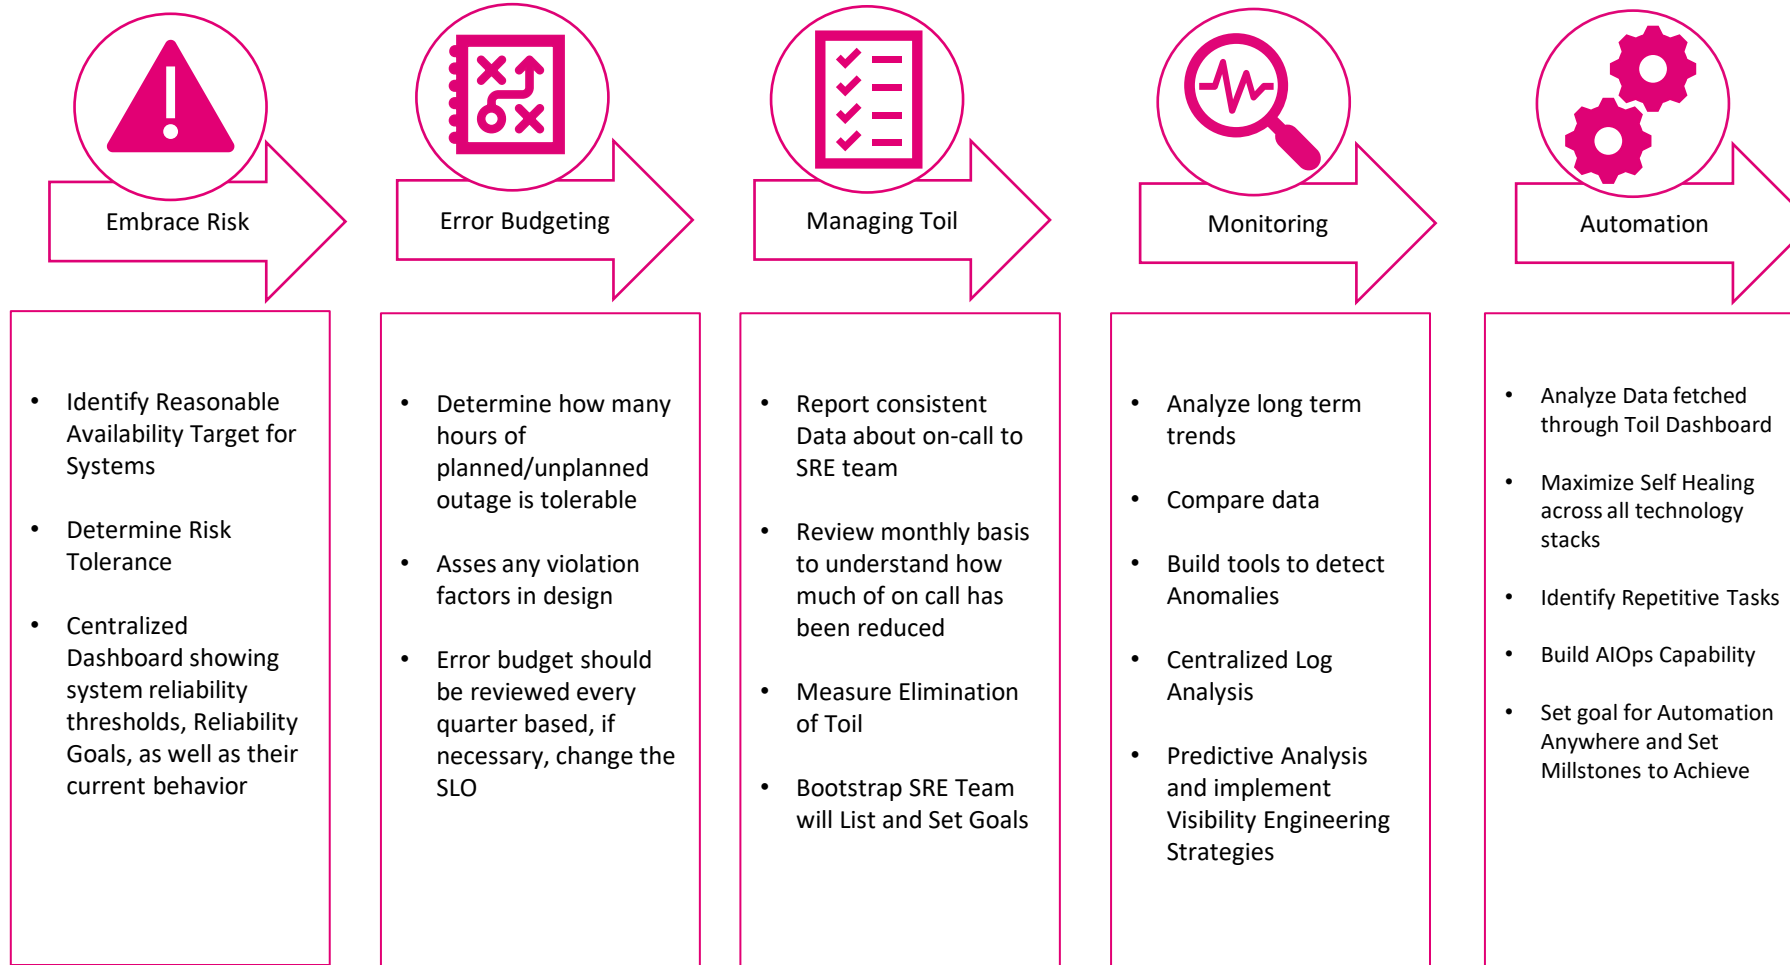 Embrace Risk
Error Budgeting
Managing Toil
Monitoring
Automation
• Identify Reasonable
Availability Target for
Systems
• Determine Risk
Tolerance
• Centralized
Dashboard showing
system reliability
thresholds, Reliability
Goals, as well as their
current behavior
• Determine how many
hours of
planned/unplanned
outage is tolerable
• Asses any violation
factors in design
• Error budget should
be reviewed every
quarter based, if
necessary, change the
SLO
• Report consistent
Data about on-call to
SRE team
• Review monthly basis
to understand how
much of on call has
been reduced
• Measure Elimination
of Toil
• Bootstrap SRE Team
will List and Set Goals
• Analyze long term
trends
• Compare data
• Build tools to detect
Anomalies
• Centralized Log
Analysis
• Predictive Analysis
and implement
Visibility Engineering
Strategies
• Analyze Data fetched
through Toil Dashboard
• Maximize Self Healing
across all technology
stacks
• Identify Repetitive Tasks
• Build AIOps Capability
• Set goal for Automation
Anywhere and Set
Millstones to Achieve